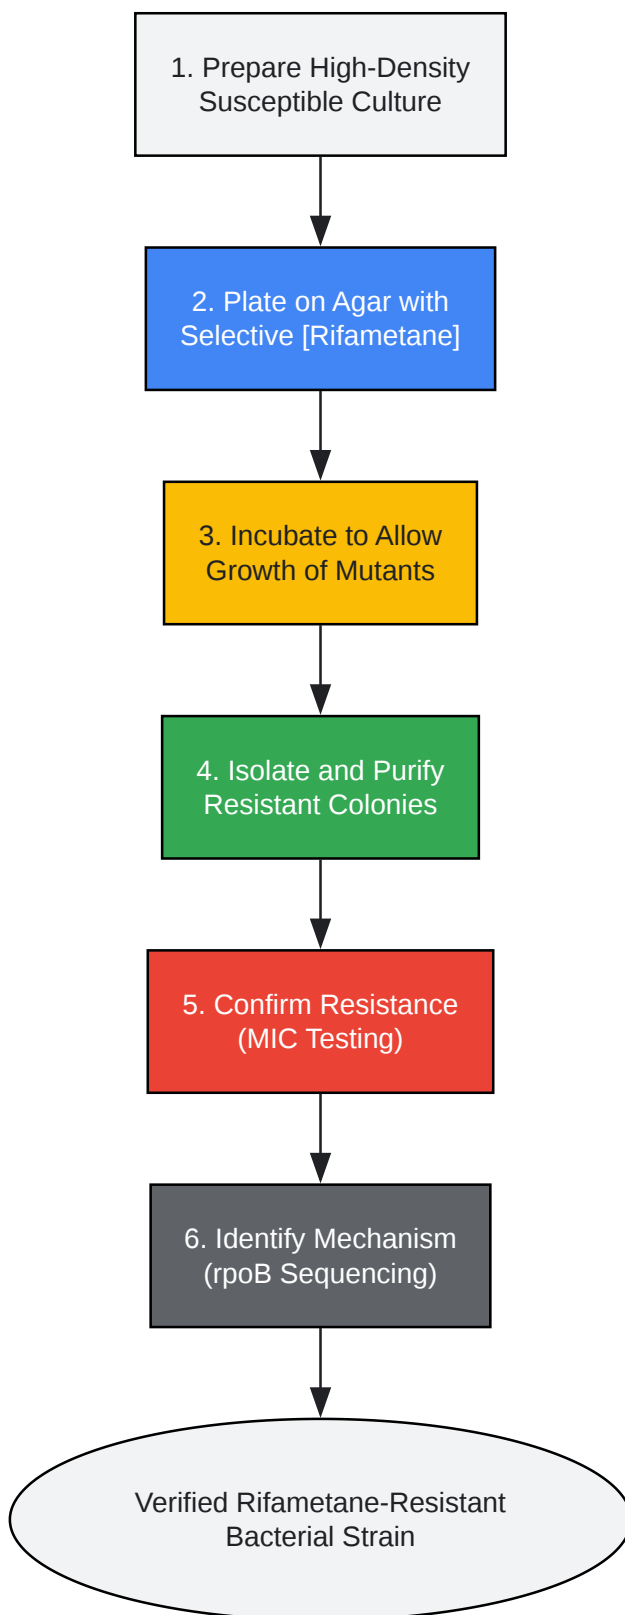 1. Prepare High-Density
Susceptible Culture
2. Plate on Agar with
Selective [Rifametane]
3. Incubate to Allow
Growth of Mutants
4. Isolate and Purify
Resistant Colonies
5. Confirm Resistance
(MIC Testing)
6. Identify Mechanism
(rpoB Sequencing)
Verified Rifametane-Resistant
Bacterial Strain